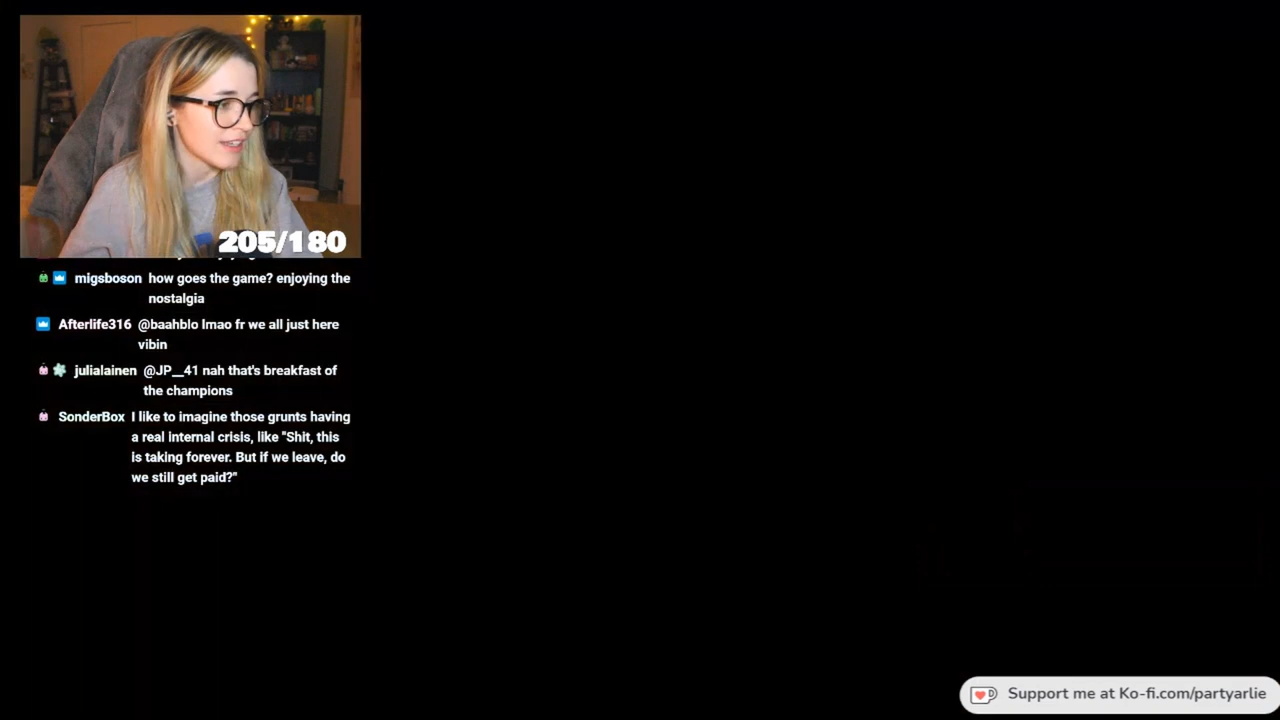 205/180
migsboson how goes the game? enjoying the
nostalgia
Afterlife316 @baahblo lmao fr we all just here
vibin
julialainen @JP__41 nah that's breakfast of
the champions
SonderBox I like to imagine those grunts having
a real internal crisis, like "Shit, this
is taking forever. But if we leave, do
we still get paid?"
Support me at Ko-fi.com/partyarlie